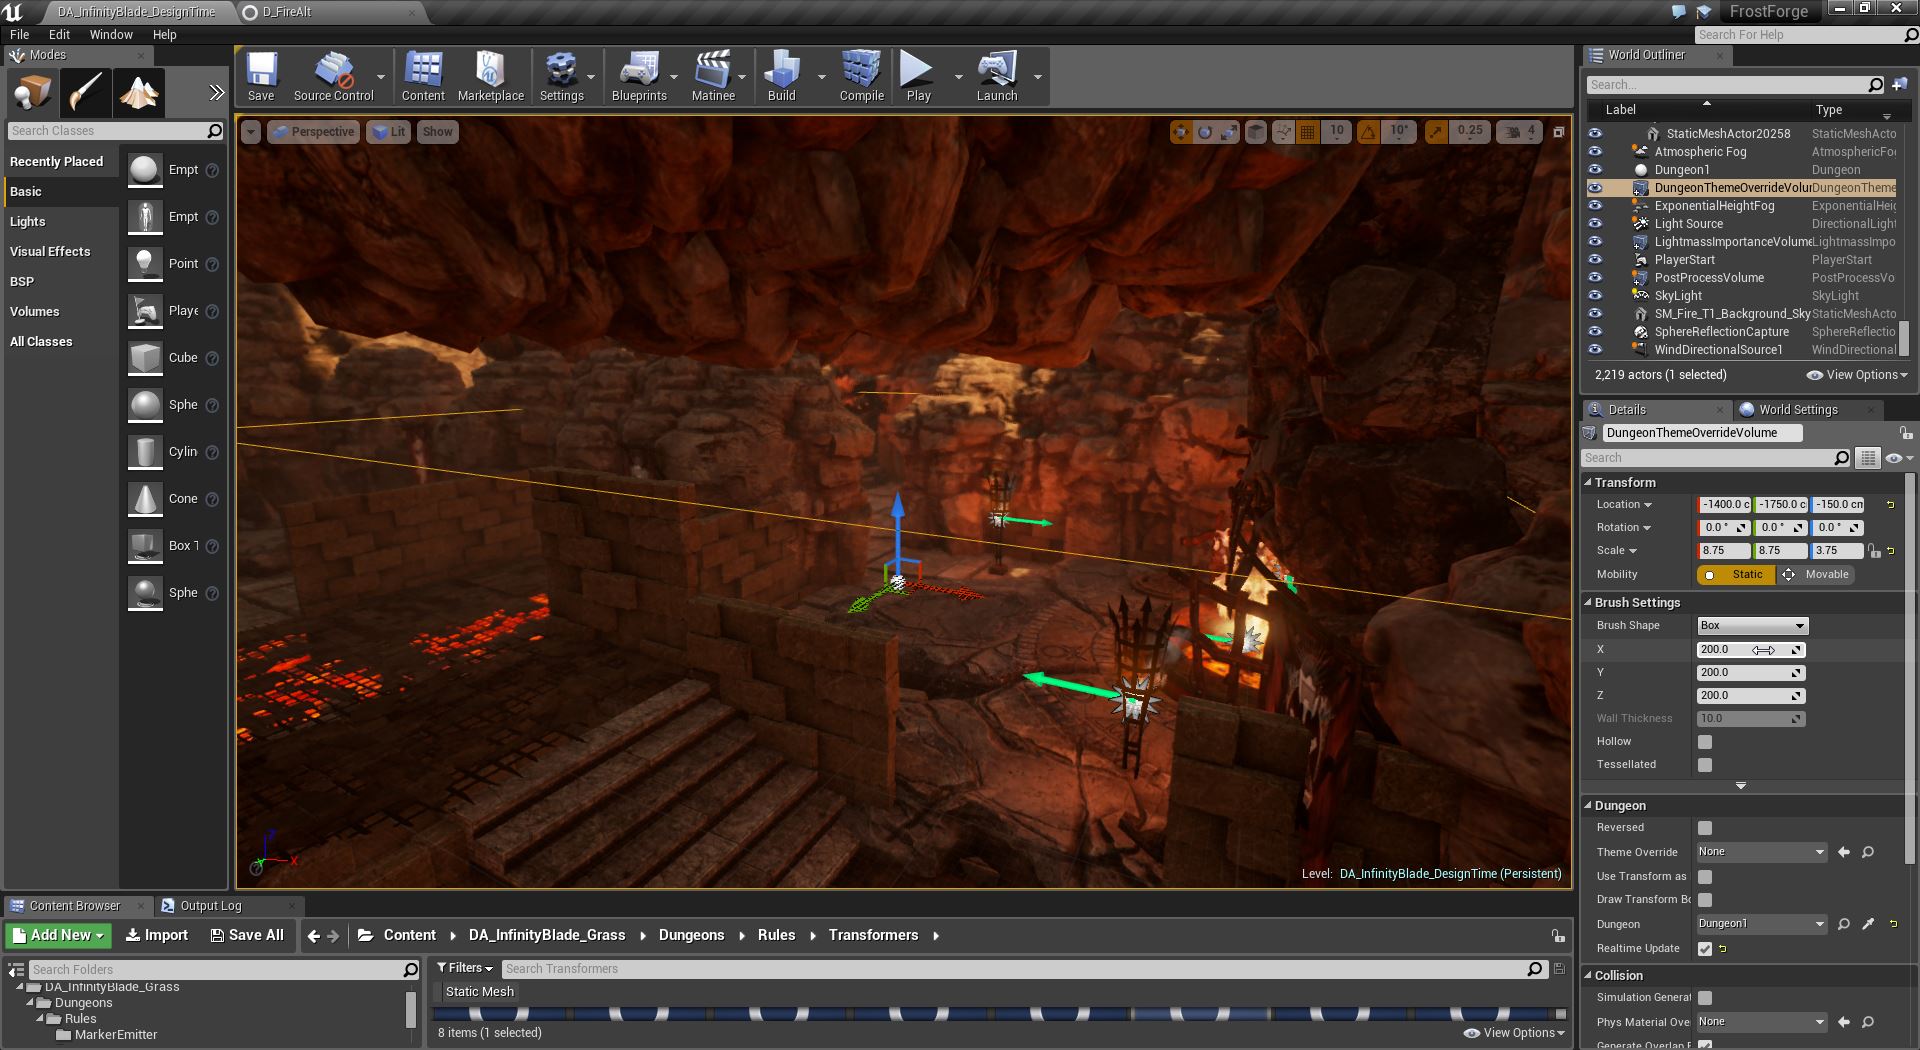 DA_InfinityBlade_DesignTime
D_FireAlt
FrostForge
File Edit Window Help
Search For Help
Modes
Search Classes
Recently Placed
Basic
Lights
Visual Effects
BSP
Volumes
All Classes
Empt
Empt
Point
Playe
Cube
Sphe
Cylin
Cone
Box T
Sphe
Save
Source Control
Content
Marketplace
Settings
Blueprints
Matinee
Build
Compile
Play
Launch
Perspective Lit Show
10 10° 0.25 4
X
Level: DA_InfinityBlade_DesignTime (Persistent)
World Outliner
Search...
Label Type
StaticMeshActor20258 StaticMeshActo
Atmospheric Fog AtmosphericFo
Dungeon1 Dungeon
DungeonThemeOverrideVolu DungeonTheme
ExponentialHeightFog ExponentialHei
Light Source DirectionalLight
LightmassImportanceVolume LightmassImpo
PlayerStart PlayerStart
PostProcessVolume PostProcessVo
SkyLight SkyLight
SM_Fire_T1_Background_Sky StaticMeshActo
SphereReflectionCapture SphereReflectio
WindDirectionalSource1 WindDirectional
2,219 actors (1 selected) View Options
Details World Settings
DungeonThemeOverrideVolume
Search
Transform
Location -1400.0 c -1750.0 c -150.0 cm
Rotation 0.0 ° 0.0 ° 0.0 °
Scale 8.75 8.75 3.75
Mobility Static Movable
Brush Settings
Brush Shape Box
X 200.0
Y 200.0
Z 200.0
Wall Thickness 10.0
Hollow
Tessellated
Dungeon
Reversed
Theme Override None
Use Transform as
Draw Transform Bo
Dungeon Dungeon1
Realtime Update
Collision
Simulation Generat
Phys Material Ove None
Generate Overlap E
Content Browser Output Log
Add New Import Save All Content DA_InfinityBlade_Grass Dungeons Rules Transformers
Search Folders
DA_InfinityBlade_Grass
Dungeons
Rules
MarkerEmitter
Filters Search Transformers
Static Mesh
8 items (1 selected) View Options